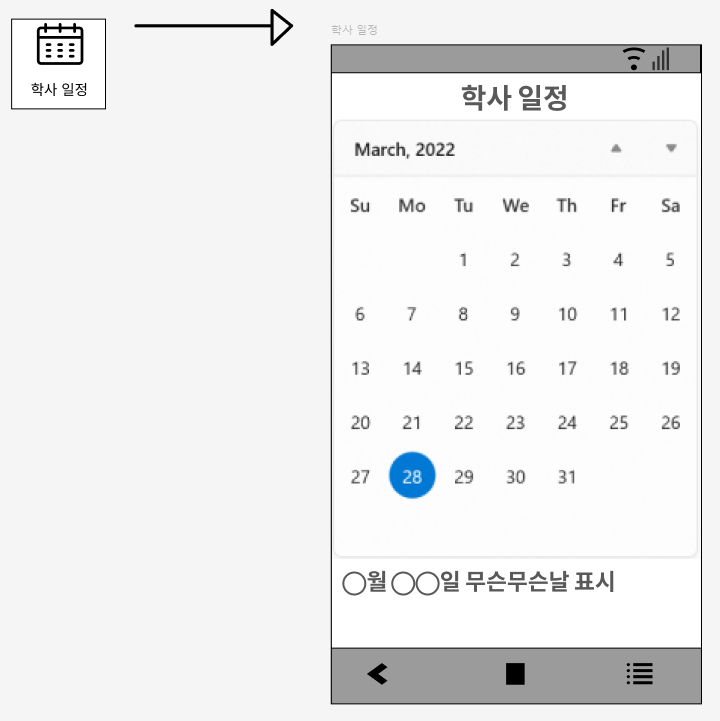 학사 일정
학사 일정
학사 일정
March, 2022
Su Mo Tu We Th Fr Sa
1 2 3 4 5
6 7 8 9 10 11 12
13 14 15 16 17 18 19
20 21 22 23 24 25 26
27 28 29 30 31
◯월 ◯◯일 무슨무슨날 표시